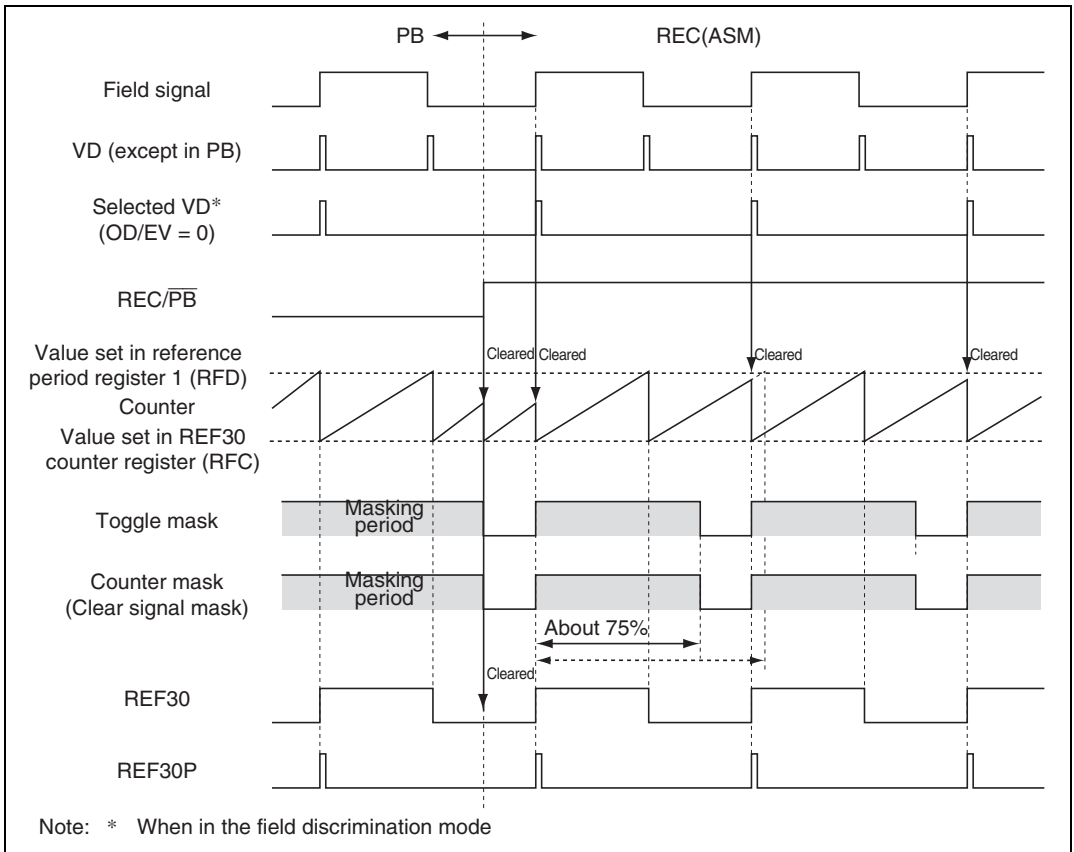 PB REC(ASM)
Field signal
VD (except in PB)
Selected VD*
(OD/EV = 0)
REC/P̅B̅
Cleared Cleared Cleared Cleared
Value set in reference
period register 1 (RFD)
Counter
Value set in REF30
counter register (RFC)
Toggle mask
Masking
period
Counter mask
(Clear signal mask)
Masking
period
About 75%
Cleared
REF30
REF30P
Note: * When in the field discrimination mode